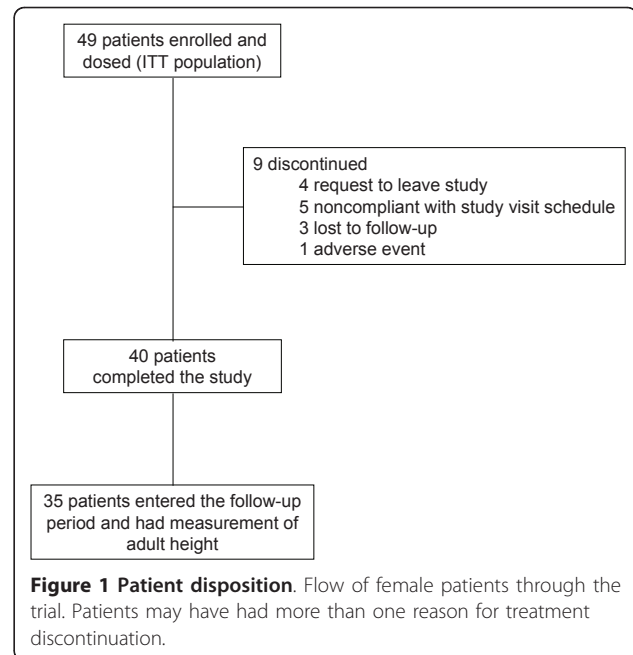 49 patients enrolled and
dosed (ITT population)
9 discontinued
4 request to leave study
5 noncompliant with study visit schedule
3 lost to follow-up
1 adverse event
40 patients
completed the study
35 patients entered the follow-up
period and had measurement of
adult height
Figure 1 Patient disposition. Flow of female patients through the
trial. Patients may have had more than one reason for treatment
discontinuation.